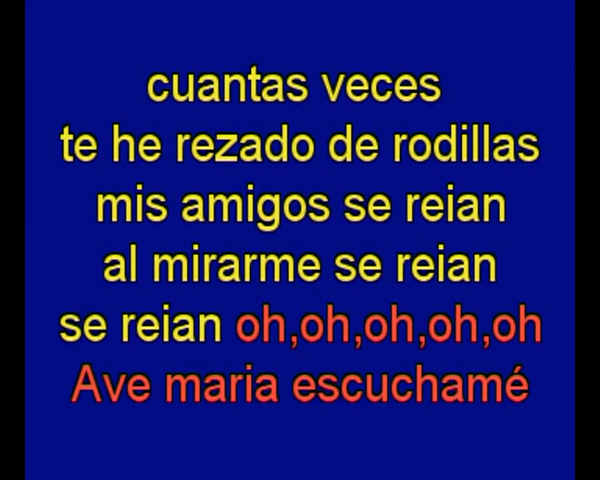 cuantas veces
te he rezado de rodillas
mis amigos se reian
al mirarme se reian
se reian oh,oh,oh,oh,oh
Ave maria escuchamé